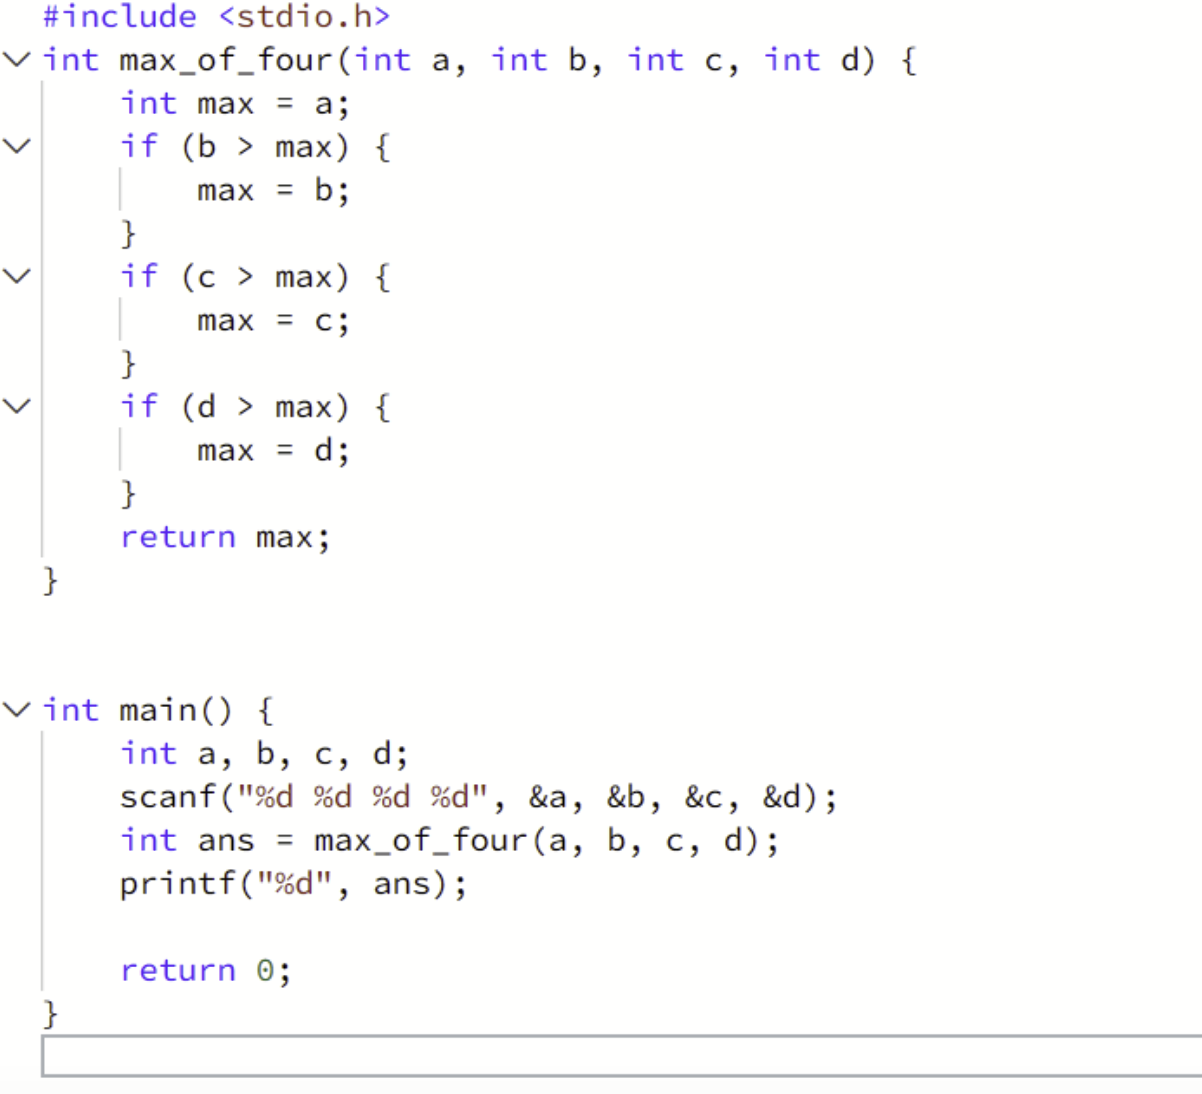 #include <stdio.h>
int max_of_four(int a, int b, int c, int d) {
    int max = a;
    if (b > max) {
        max = b;
    }
    if (c > max) {
        max = c;
    }
    if (d > max) {
        max = d;
    }
    return max;
}
int main() {
    int a, b, c, d;
    scanf("%d %d %d %d", &a, &b, &c, &d);
    int ans = max_of_four(a, b, c, d);
    printf("%d", ans);
    return 0;
}